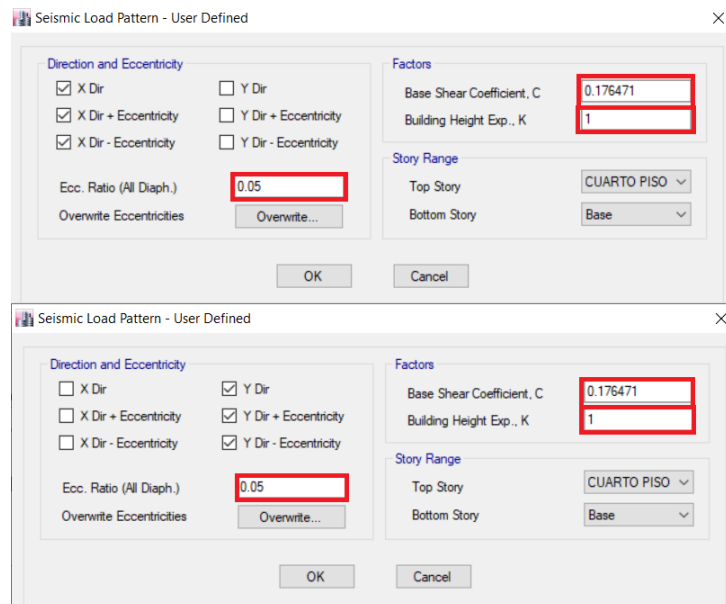 Seismic Load Pattern - User Defined
Direction and Eccentricity
X Dir
Y Dir
X Dir + Eccentricity
Y Dir + Eccentricity
X Dir - Eccentricity
Y Dir - Eccentricity
Ecc. Ratio (All Diaph.)
0.05
Overwrite Eccentricities
Overwrite...
Factors
Base Shear Coefficient, C
0.176471
Building Height Exp., K
1
Story Range
Top Story
CUARTO PISO
Bottom Story
Base
OK
Cancel
Seismic Load Pattern - User Defined
Direction and Eccentricity
X Dir
Y Dir
X Dir + Eccentricity
Y Dir + Eccentricity
X Dir - Eccentricity
Y Dir - Eccentricity
Ecc. Ratio (All Diaph.)
0.05
Overwrite Eccentricities
Overwrite...
Factors
Base Shear Coefficient, C
0.176471
Building Height Exp., K
1
Story Range
Top Story
CUARTO PISO
Bottom Story
Base
OK
Cancel